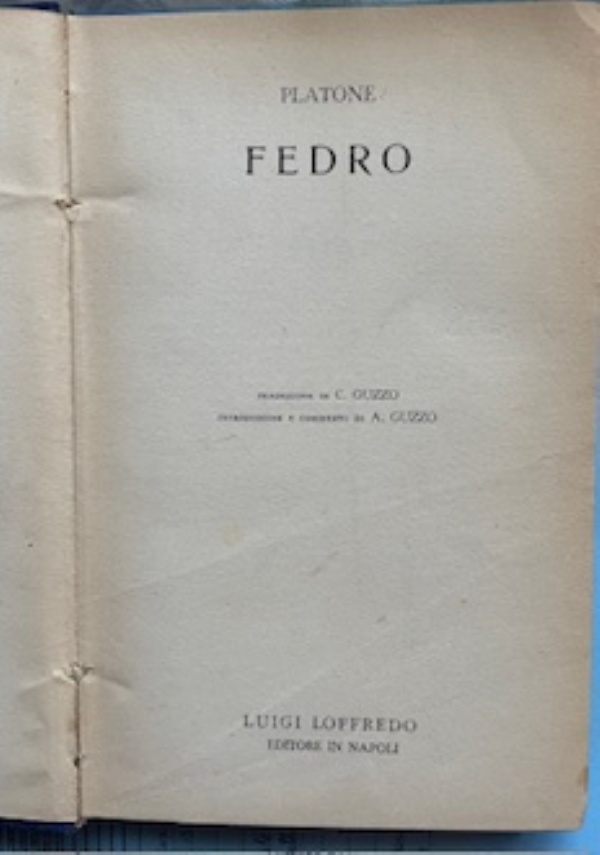 PLATONE
FEDRO
TRADUZIONE DI C. GUZZO
INTRODUZIONE E COMMENTO DI A. GUZZO
LUIGI LOFFREDO
EDITORE IN NAPOLI